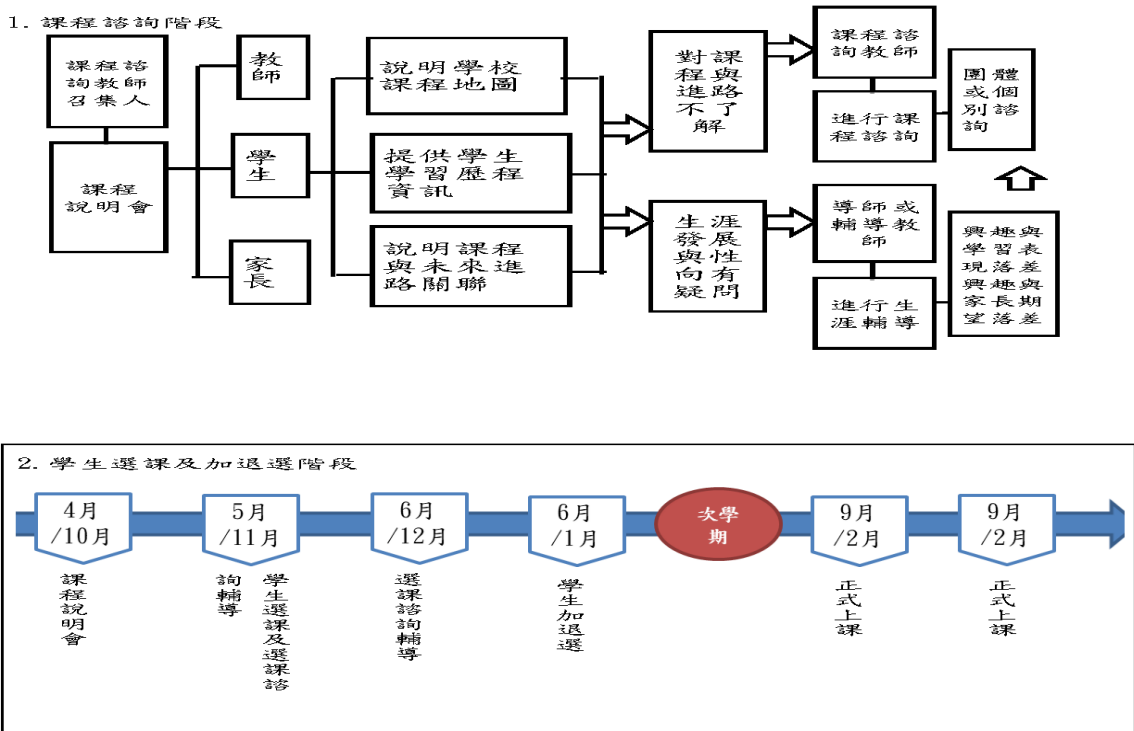 1. 課程諮詢階段
課程諮
詢教師
召集人
課程
說明會
教
師
學
生
家
長
說明學校
課程地圖
提供學生
學習歷程
資訊
說明課程
與未來進
路關聯
對課
程與
進路
不了
解
生涯
發展
與性
向有
疑問
課程諮
詢教師
進行課
程諮詢
團體
或個
別諮
詢
導師或
輔導教
師
進行生
涯輔導
興趣與
學習表
現落差
興趣與
家長期
望落差
2. 學生選課及加退選階段
4月
/10月
5月
/11月
6月
/12月
6月
/1月
次學
期
9月
/2月
9月
/2月
課程說明會
學生選課及選課諮
詢輔導
選課諮詢輔導
學生加退選
正式上課
正式上課